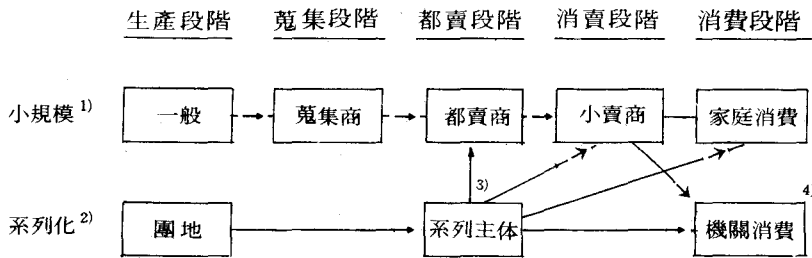 生產段階 蒐集段階 都賣段階 消賣段階 消費段階
小規模 1) 一般 蒐集商 都賣商 小賣商 家庭消費
3)
4)
系列化 2) 團地 系列主体 機關消費